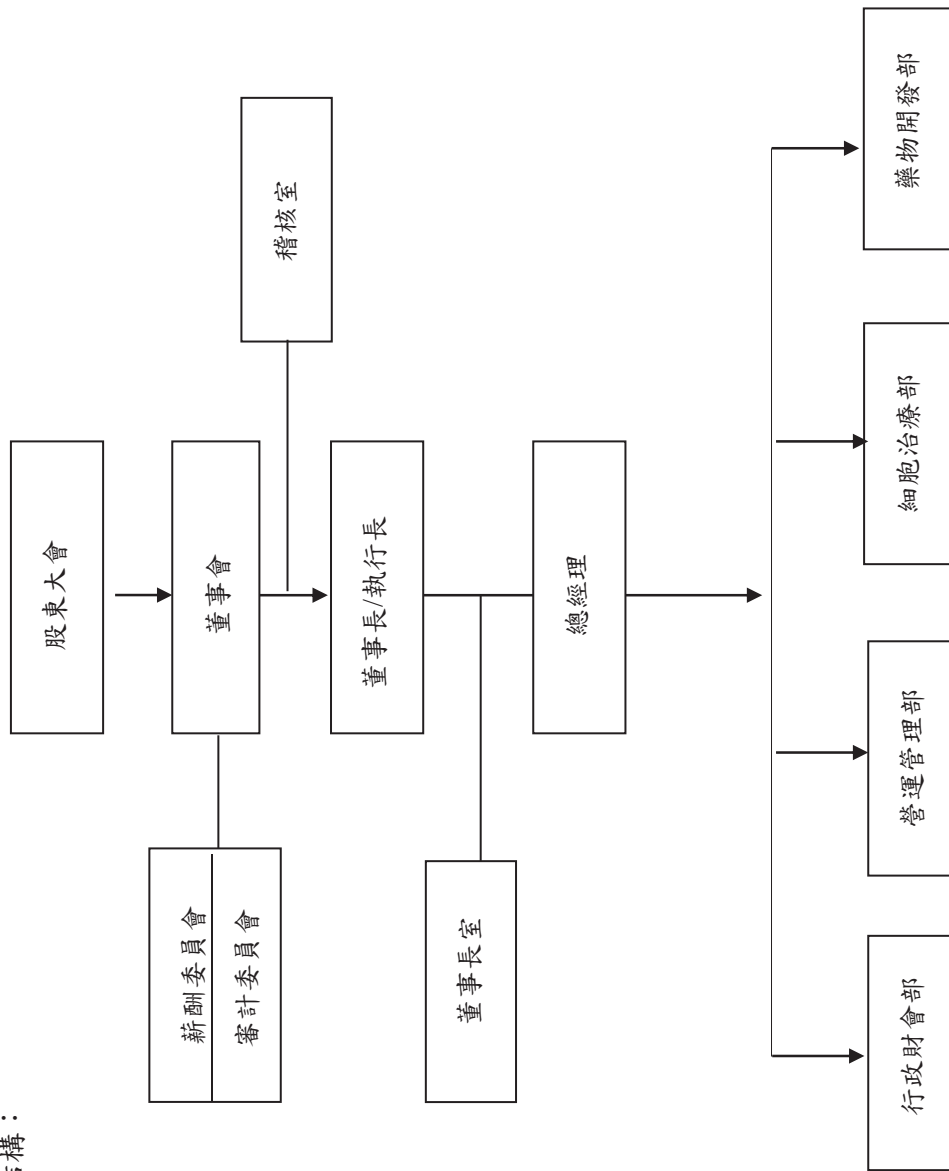 構：
股東大會
薪酬委員會
審計委員會
董事會
稽核室
董事長/執行長
董事長室
總經理
行政財會部
營運管理部
細胞治療部
藥物開發部